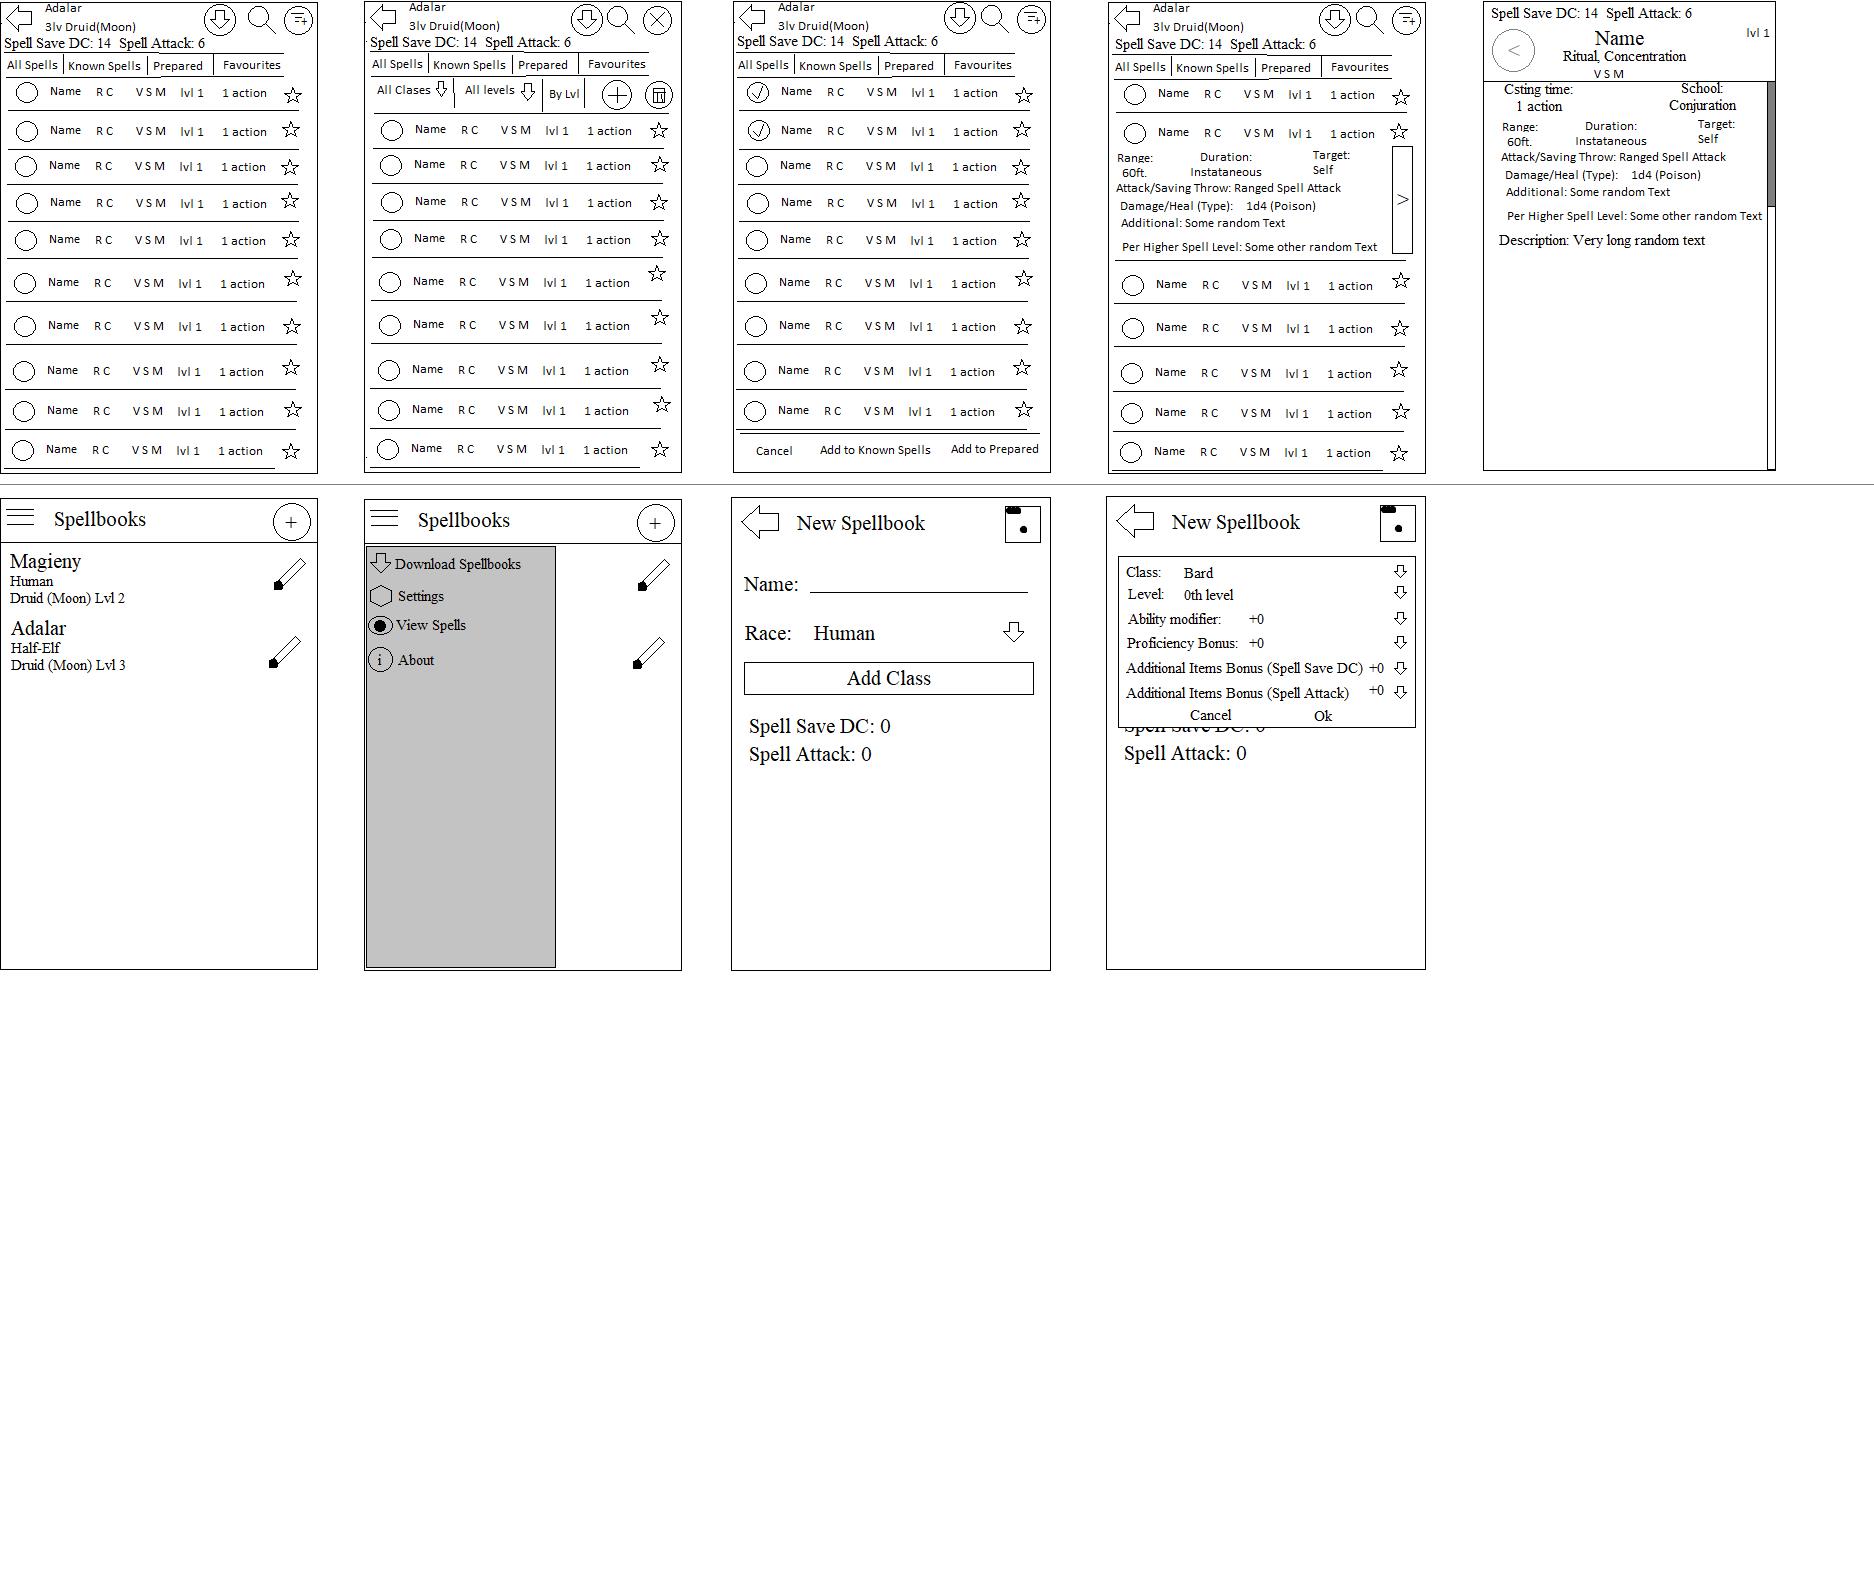 Adalar
3lv Druid(Moon)
Spell Save DC: 14 Spell Attack: 6
All Spells Known Spells Prepared Favourites
Name R C V S M lvl 1 1 action
Name R C V S M lvl 1 1 action
Name R C V S M lvl 1 1 action
Name R C V S M lvl 1 1 action
Name R C V S M lvl 1 1 action
Name R C V S M lvl 1 1 action
Name R C V S M lvl 1 1 action
Name R C V S M lvl 1 1 action
Name R C V S M lvl 1 1 action
Name R C V S M lvl 1 1 action
Adalar
3lv Druid(Moon)
Spell Save DC: 14 Spell Attack: 6
All Spells Known Spells Prepared Favourites
All Clases All levels By Lvl
Name R C V S M lvl 1 1 action
Name R C V S M lvl 1 1 action
Name R C V S M lvl 1 1 action
Name R C V S M lvl 1 1 action
Name R C V S M lvl 1 1 action
Name R C V S M lvl 1 1 action
Name R C V S M lvl 1 1 action
Name R C V S M lvl 1 1 action
Name R C V S M lvl 1 1 action
Adalar
3lv Druid(Moon)
Spell Save DC: 14 Spell Attack: 6
All Spells Known Spells Prepared Favourites
Name R C V S M lvl 1 1 action
Name R C V S M lvl 1 1 action
Name R C V S M lvl 1 1 action
Name R C V S M lvl 1 1 action
Name R C V S M lvl 1 1 action
Name R C V S M lvl 1 1 action
Name R C V S M lvl 1 1 action
Name R C V S M lvl 1 1 action
Name R C V S M lvl 1 1 action
Cancel Add to Known Spells Add to Prepared
Adalar
3lv Druid(Moon)
Spell Save DC: 14 Spell Attack: 6
All Spells Known Spells Prepared Favourites
Name R C V S M lvl 1 1 action
Name R C V S M lvl 1 1 action
Range: Duration: Target:
60ft. Instataneous Self
Attack/Saving Throw: Ranged Spell Attack
Damage/Heal (Type): 1d4 (Poison)
Additional: Some random Text
Per Higher Spell Level: Some other random Text
>
Name R C V S M lvl 1 1 action
Name R C V S M lvl 1 1 action
Name R C V S M lvl 1 1 action
Name R C V S M lvl 1 1 action
Name R C V S M lvl 1 1 action
Spell Save DC: 14 Spell Attack: 6
< Name lvl 1
Ritual, Concentration
V S M
Csting time: School:
1 action Conjuration
Range: Duration: Target:
60ft. Instataneous Self
Attack/Saving Throw: Ranged Spell Attack
Damage/Heal (Type): 1d4 (Poison)
Additional: Some random Text
Per Higher Spell Level: Some other random Text
Description: Very long random text
Spellbooks +
Magieny
Human
Druid (Moon) Lvl 2
Adalar
Half-Elf
Druid (Moon) Lvl 3
Spellbooks +
Download Spellbooks
Settings
View Spells
i About
New Spellbook
Name:
Race: Human
Add Class
Spell Save DC: 0
Spell Attack: 0
New Spellbook
Class: Bard
Level: 0th level
Ability modifier: +0
Proficiency Bonus: +0
Additional Items Bonus (Spell Save DC) +0
Additional Items Bonus (Spell Attack) +0
Cancel Ok
Spell Save DC: 0
Spell Attack: 0